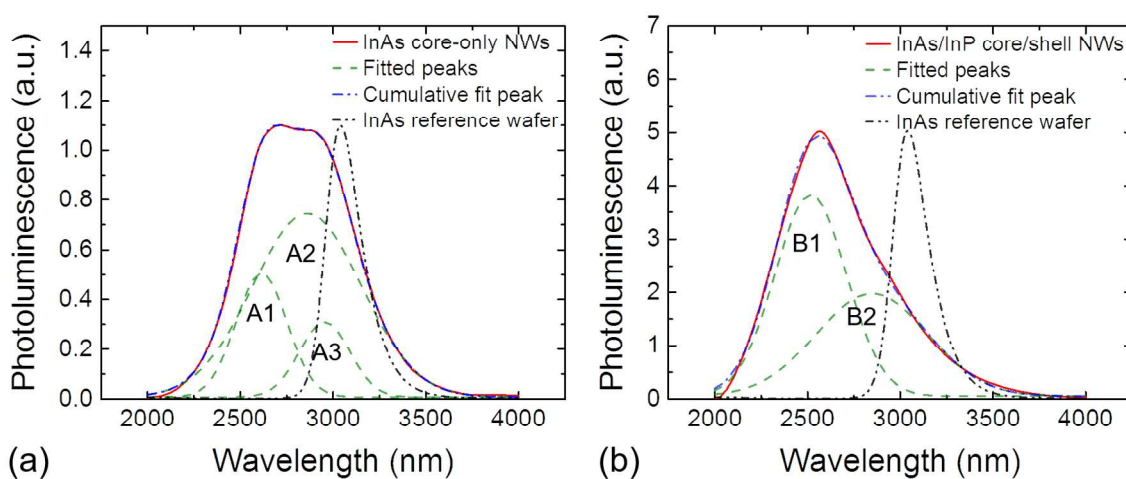 InAs core-only NWs
Fitted peaks
Cumulative fit peak
InAs reference wafer
Photoluminescence (a.u.)
1.4
1.2
1.0
0.8
0.6
0.4
0.2
0.0
A1
A2
A3
2000 2500 3000 3500 4000
Wavelength (nm)
(a)
InAs/InP core/shell NWs
Fitted peaks
Cumulative fit peak
InAs reference wafer
Photoluminescence (a.u.)
7
6
5
4
3
2
1
0
B1
B2
2000 2500 3000 3500 4000
Wavelength (nm)
(b)